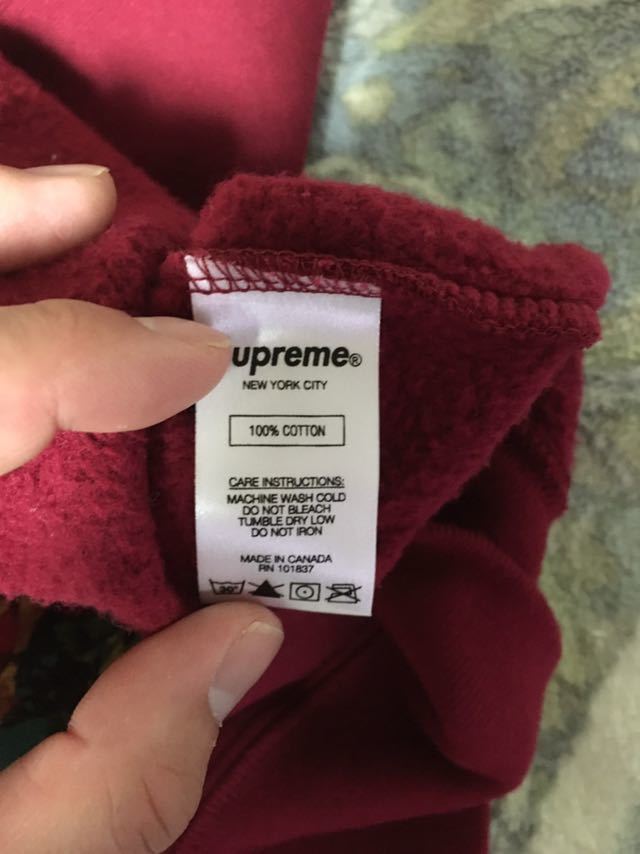 upreme®
NEW YORK CITY
100% COTTON
CARE INSTRUCTIONS:
MACHINE WASH COLD
DO NOT BLEACH
TUMBLE DRY LOW
DO NOT IRON
MADE IN CANADA
RN 101837
30°